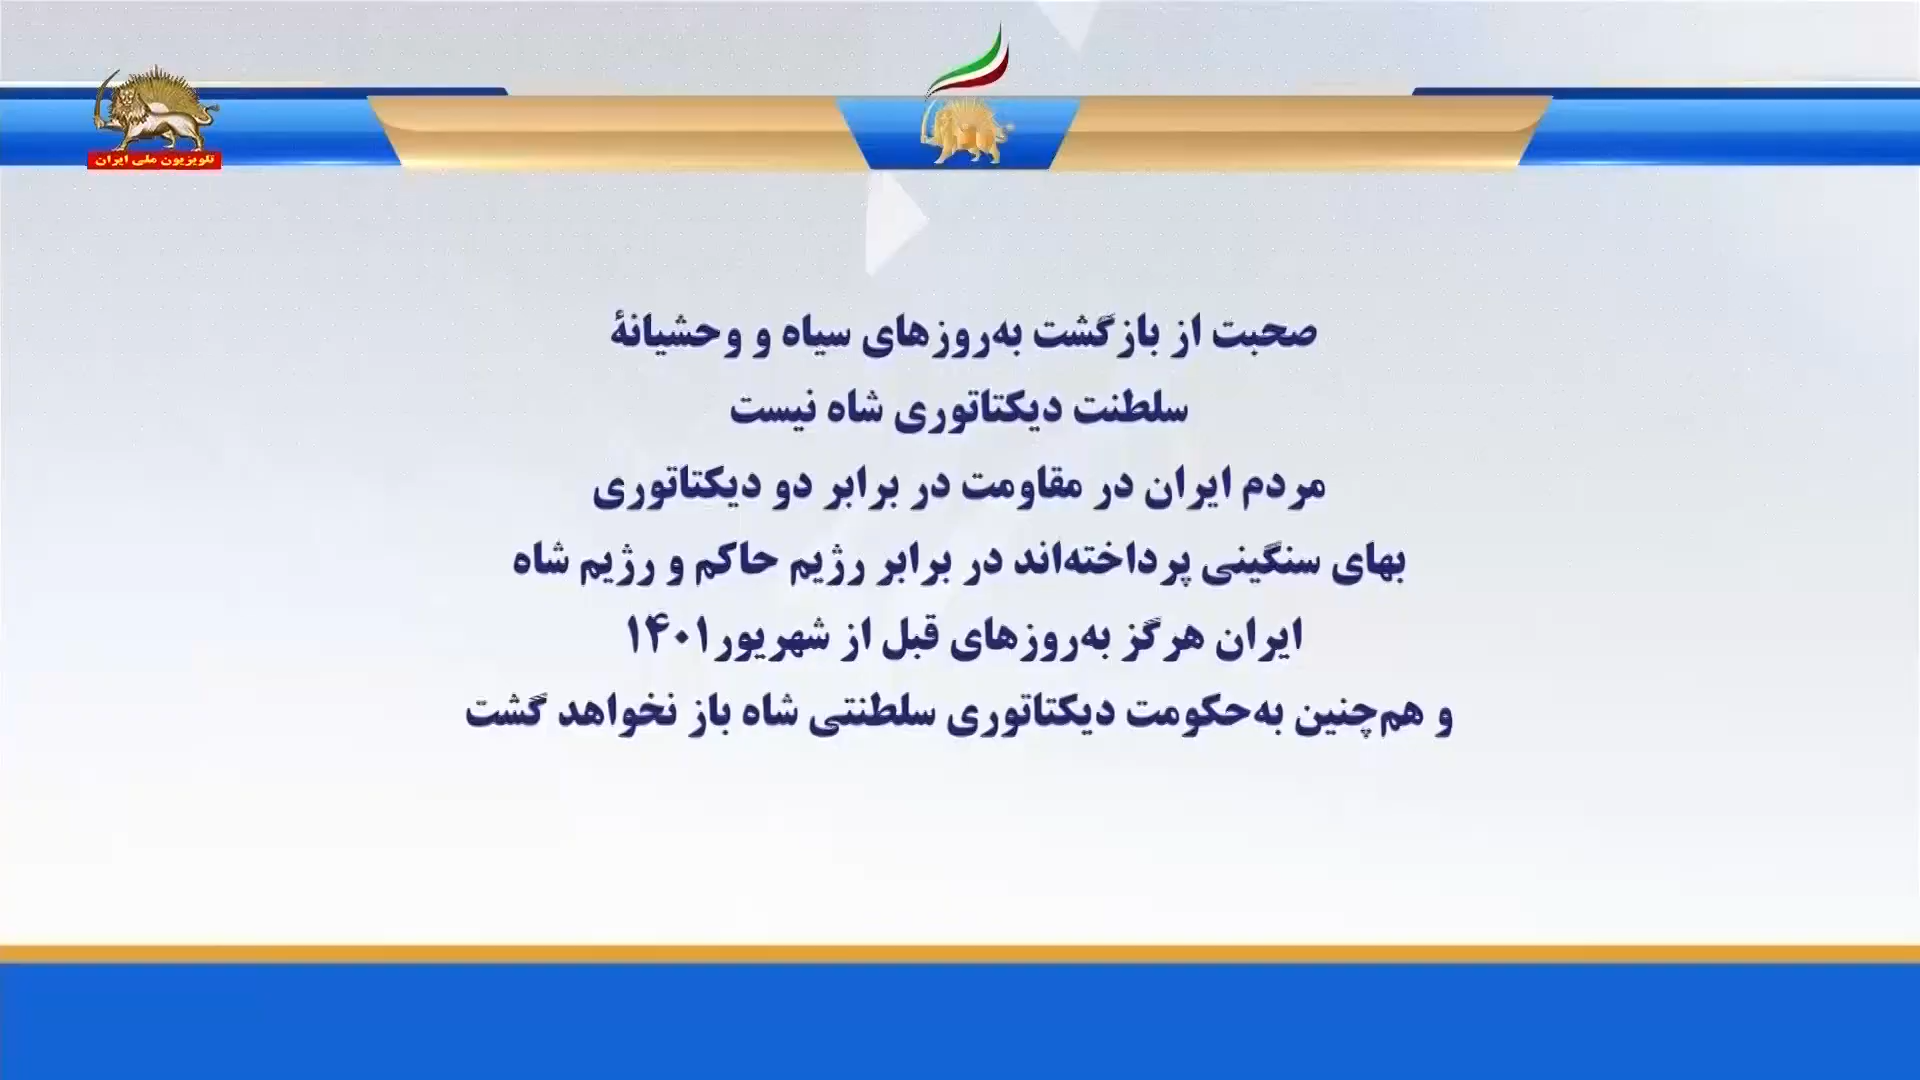 تلویزیون ملی ایران
صحبت از بازگشت به‌روزهای سیاه و وحشیانهٔ
سلطنت دیکتاتوری شاه نیست
مردم ایران در مقاومت در برابر دو دیکتاتوری
بهای سنگینی پرداخته‌اند در برابر رژیم حاکم و رژیم شاه
ایران هرگز به‌روزهای قبل از شهریور۱۴۰۱
و هم‌چنین به‌حکومت دیکتاتوری سلطنتی شاه باز نخواهد گشت